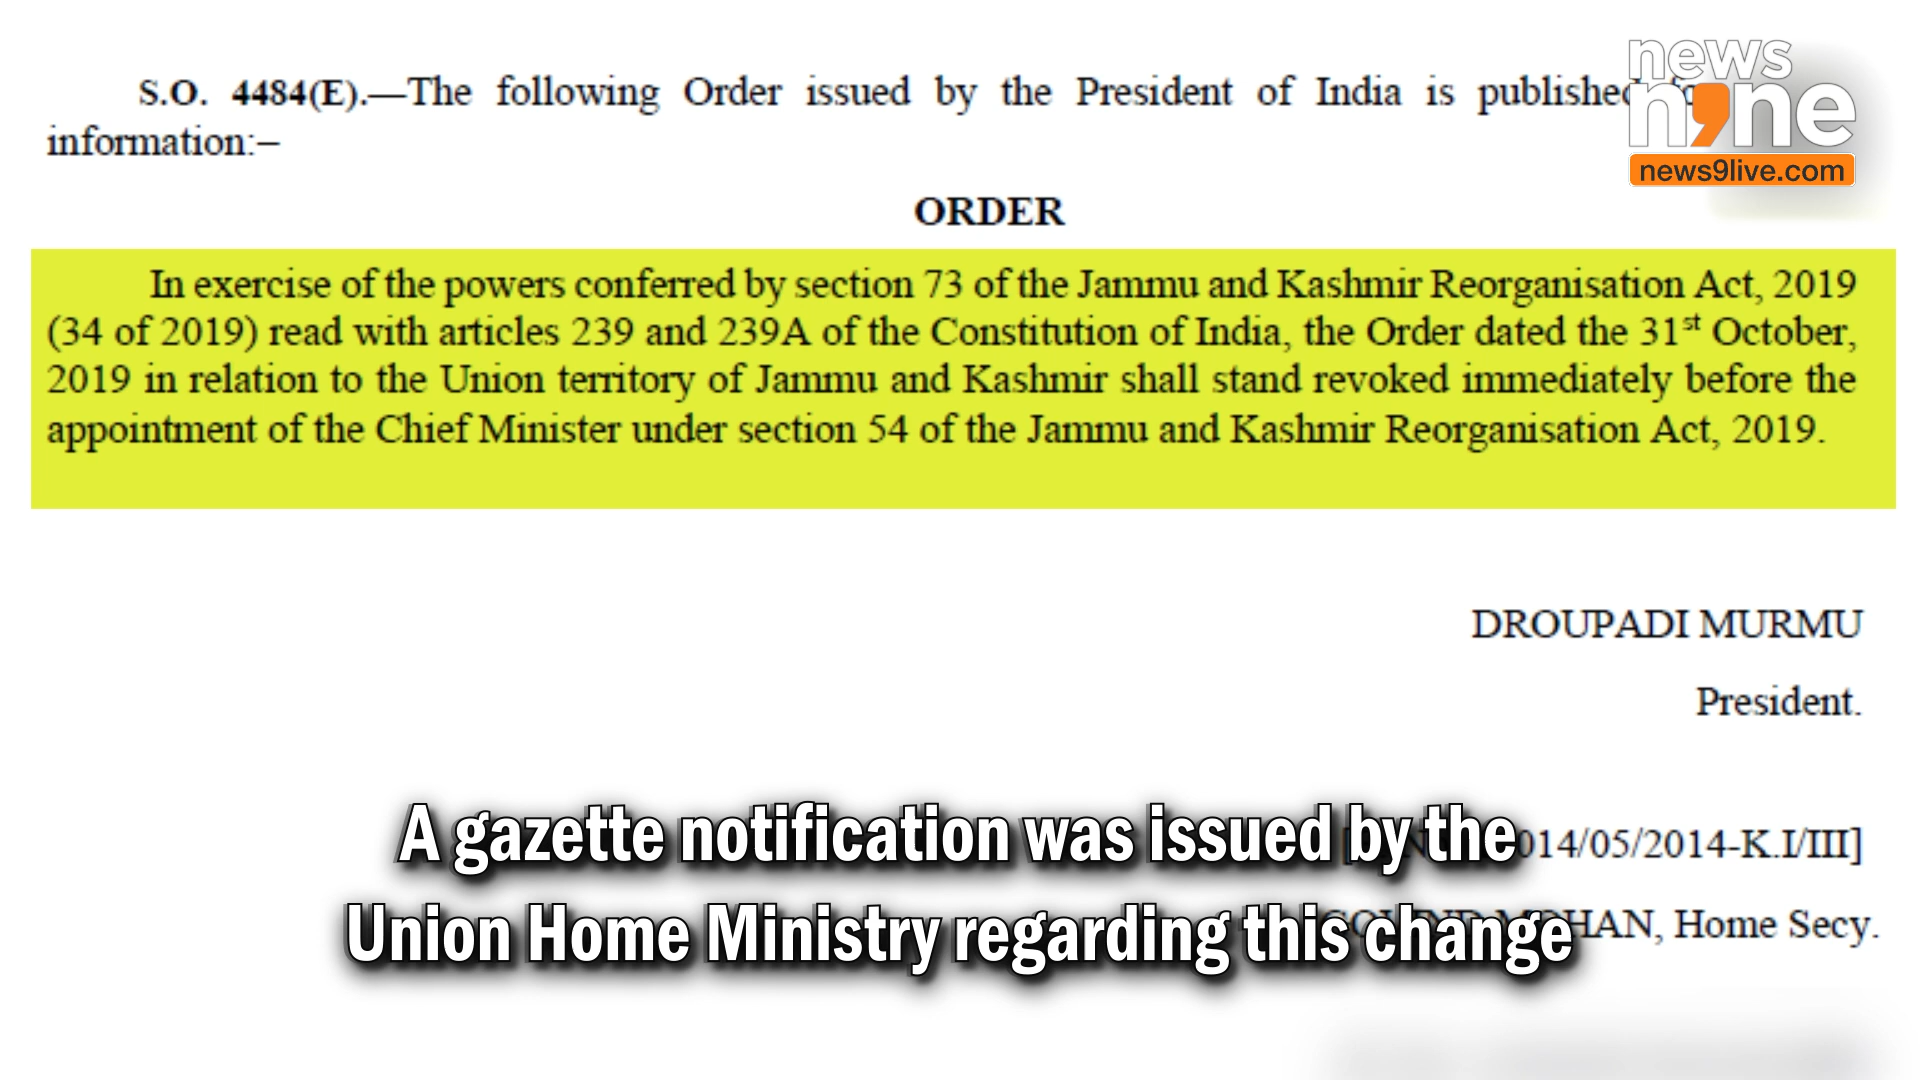 S.O. 4484(E).—The following Order issued by the President of India is published
information:–
news
nine
news9live.com
ORDER
In exercise of the powers conferred by section 73 of the Jammu and Kashmir Reorganisation Act, 2019
(34 of 2019) read with articles 239 and 239A of the Constitution of India, the Order dated the 31st October,
2019 in relation to the Union territory of Jammu and Kashmir shall stand revoked immediately before the
appointment of the Chief Minister under section 54 of the Jammu and Kashmir Reorganisation Act, 2019.
DROUPADI MURMU
President.
014/05/2014-K.I/III]
HAN, Home Secy.
A gazette notification was issued by the
Union Home Ministry regarding this change